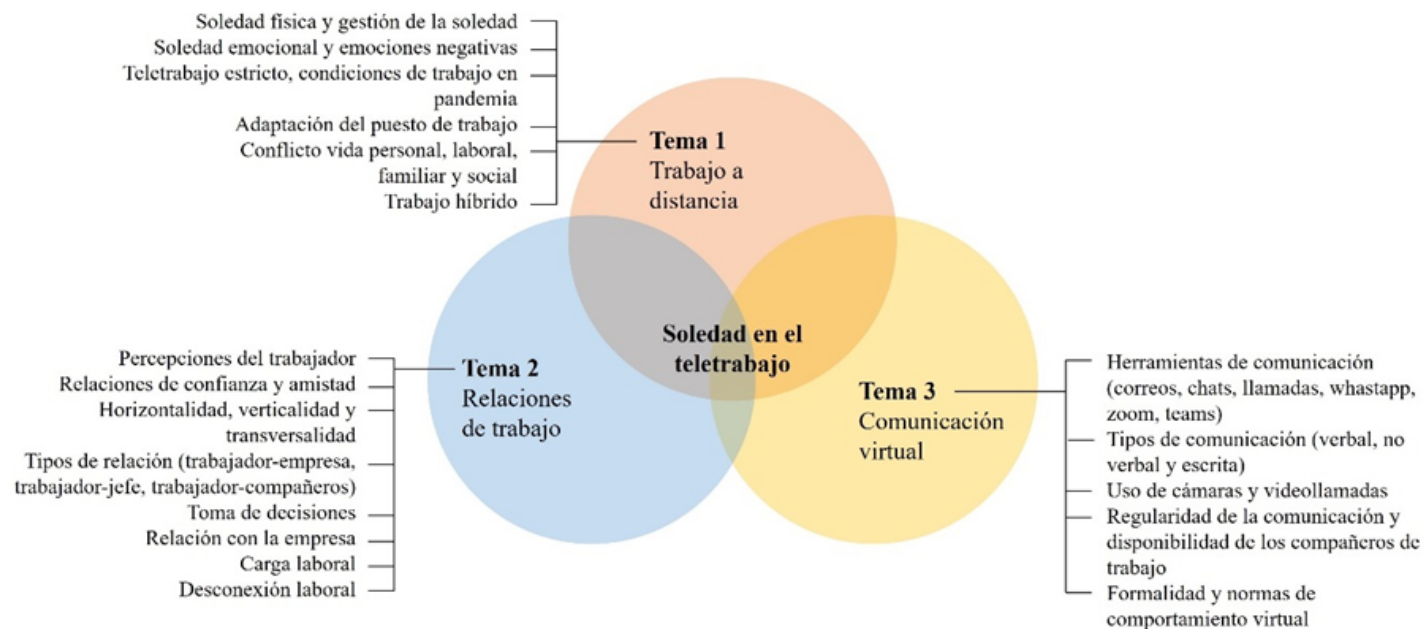 Soledad física y gestión de la soledad
Soledad emocional y emociones negativas
Teletrabajo estricto, condiciones de trabajo en
pandemia
Adaptación del puesto de trabajo
Conflicto vida personal, laboral,
familiar y social
Trabajo híbrido
Tema 1
Trabajo a
distancia
Soledad en el
teletrabajo
Percepciones del trabajador
Relaciones de confianza y amistad
Horizontalidad, verticalidad y
transversalidad
Tipos de relación (trabajador-empresa,
trabajador-jefe, trabajador-compañeros)
Toma de decisiones
Relación con la empresa
Carga laboral
Desconexión laboral
Tema 2
Relaciones
de trabajo
Tema 3
Comunicación
virtual
Herramientas de comunicación
(correos, chats, llamadas, whastapp,
zoom, teams)
Tipos de comunicación (verbal, no
verbal y escrita)
Uso de cámaras y videollamadas
Regularidad de la comunicación y
disponibilidad de los compañeros de
trabajo
Formalidad y normas de
comportamiento virtual